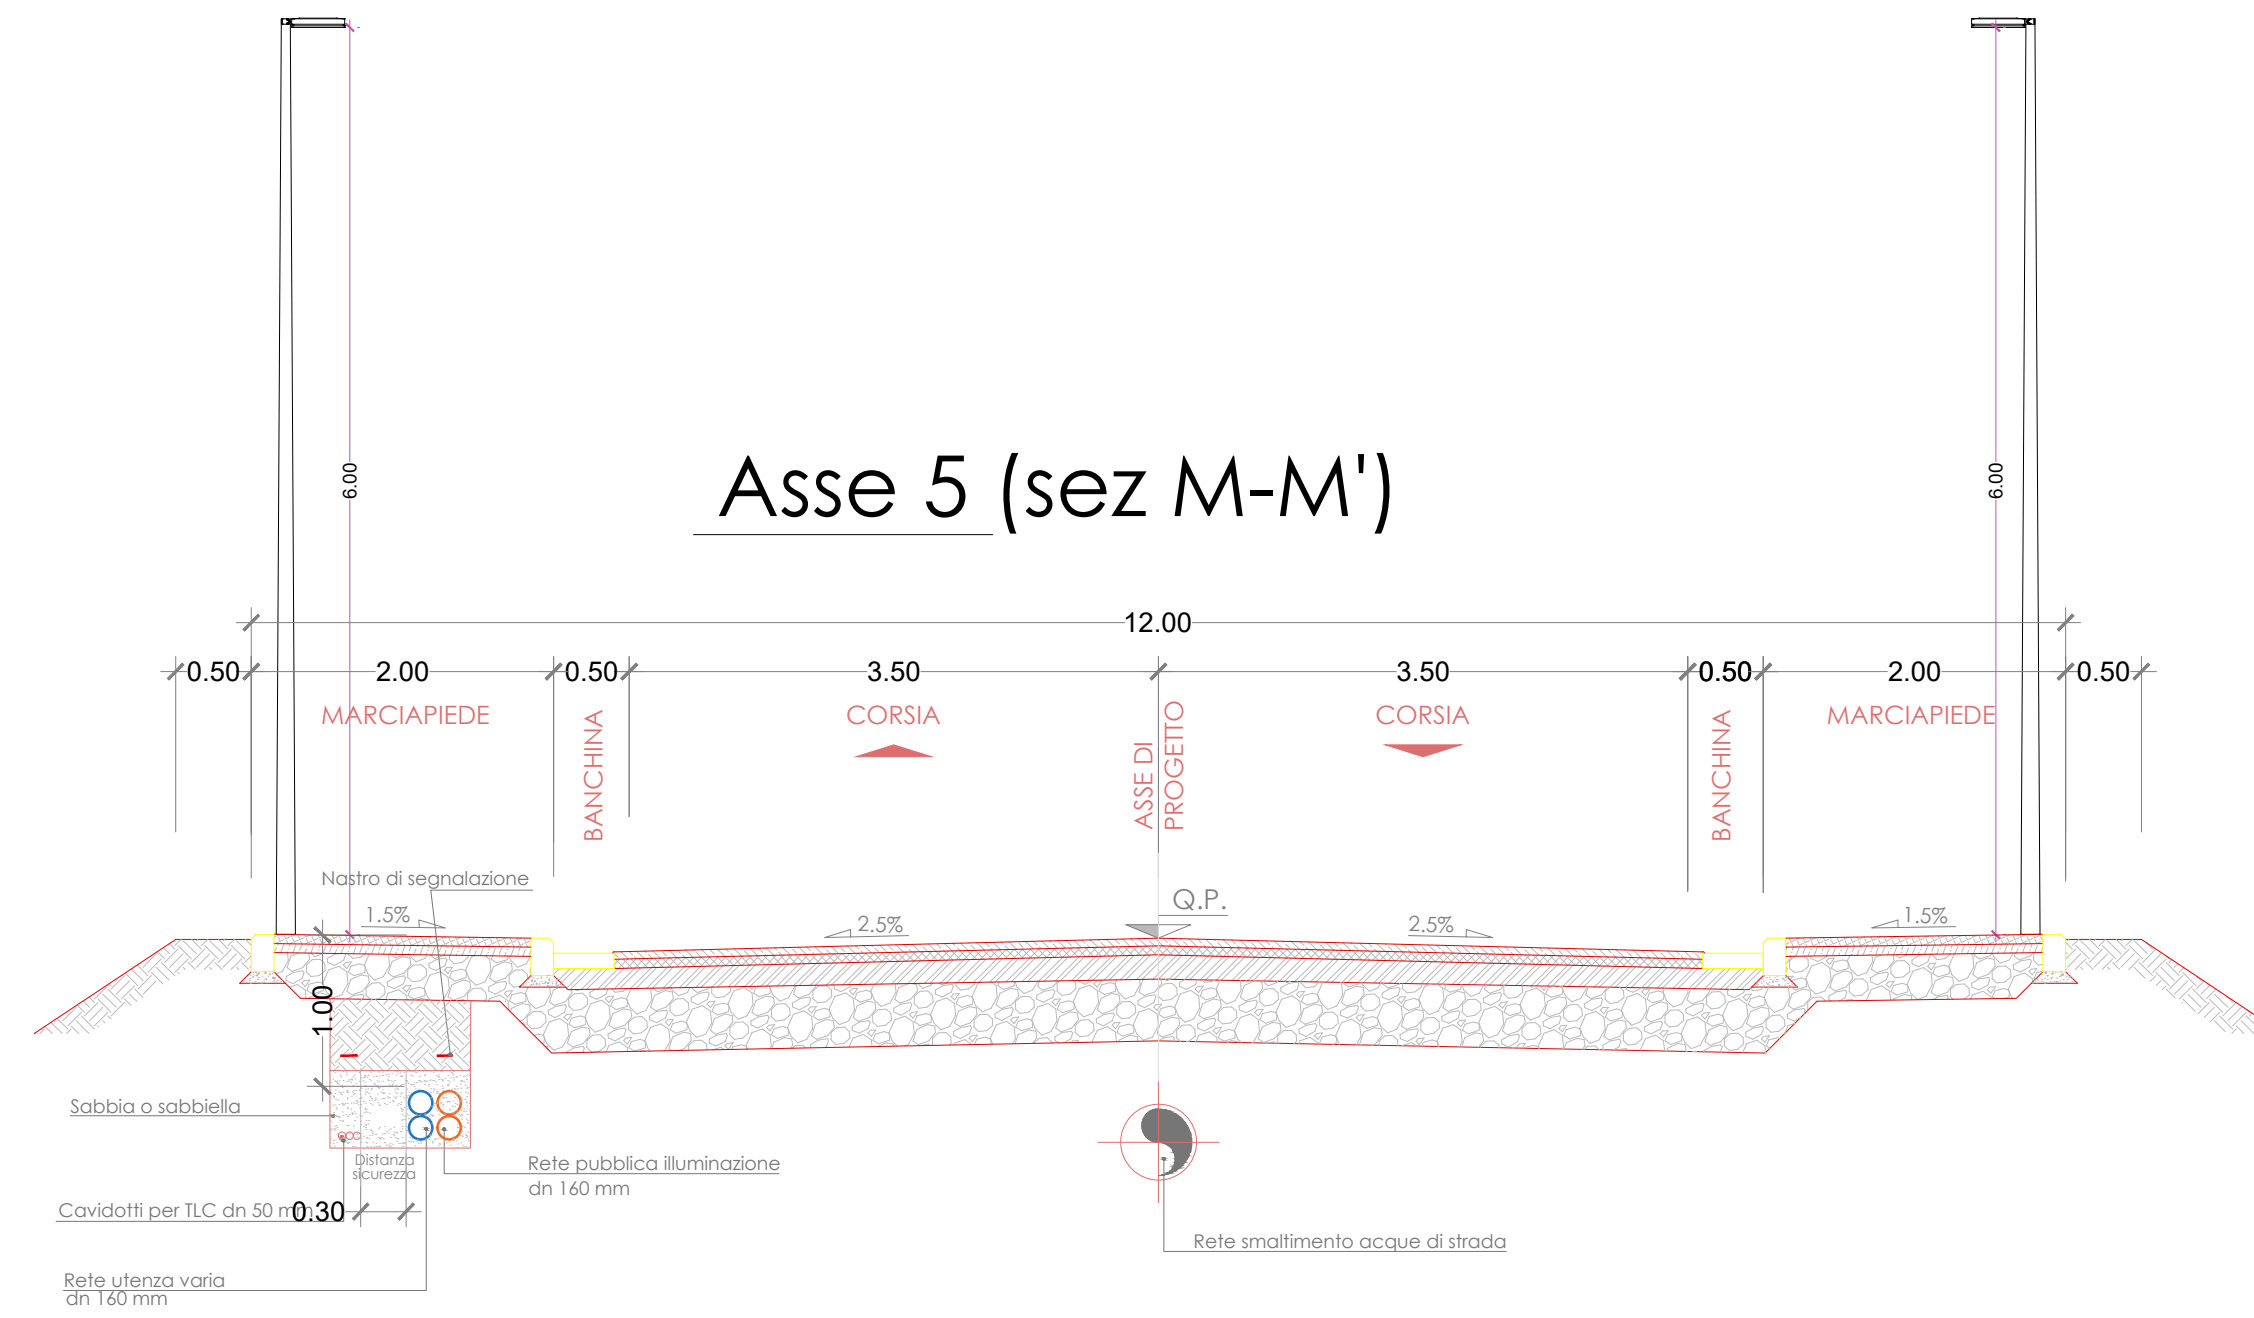 6.00
6.00
Asse 5 (sez M-M')
12.00
0.50 2.00 0.50 3.50 3.50 0.50 2.00 0.50
MARCIAPIEDE
BANCHINA
CORSIA
ASSE DI
PROGETTO
CORSIA
BANCHINA
MARCIAPIEDE
Nastro di segnalazione
1.5%
2.5%
Q.P.
2.5%
1.5%
1.00
Sabbia o sabbiella
Distanza
sicurezza
Rete pubblica illuminazione
dn 160 mm
Cavidotti per TLC dn 50 mm
0.30
Rete smaltimento acque di strada
Rete utenza varia
dn 160 mm